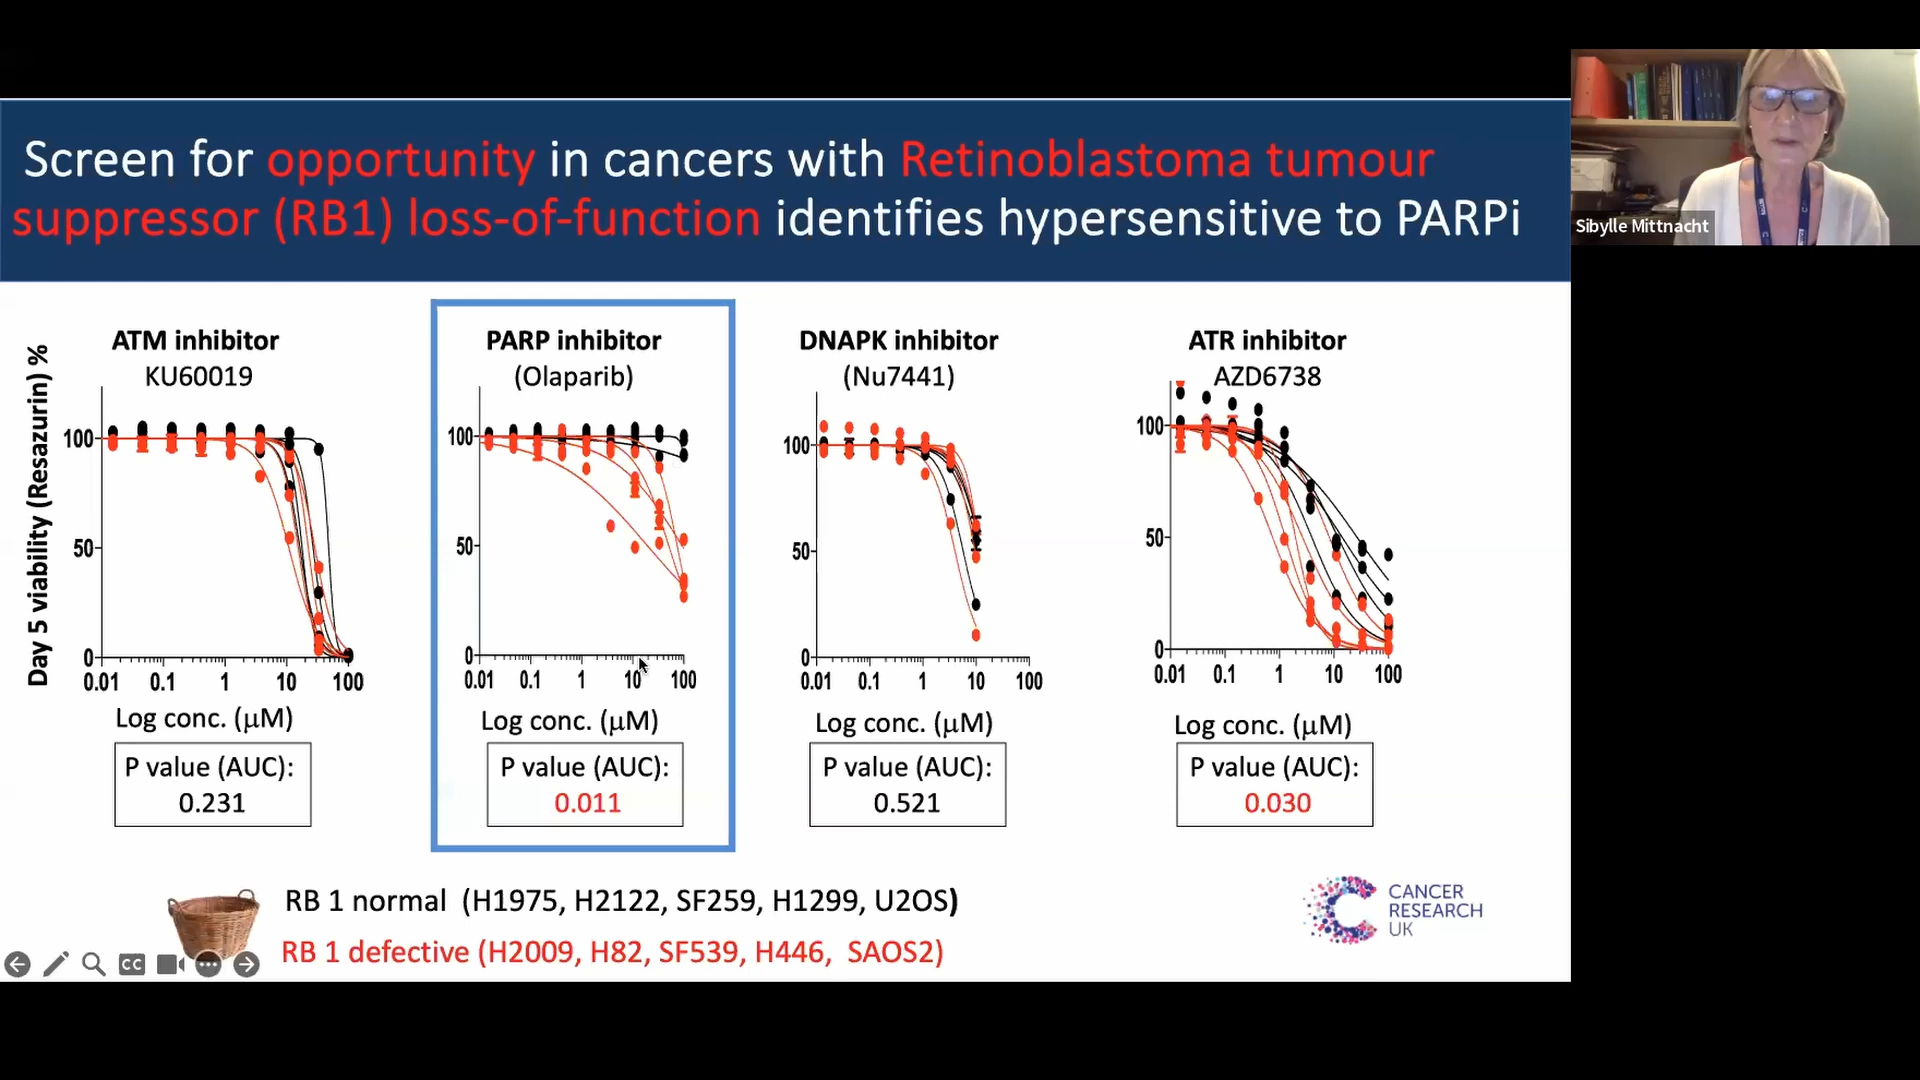 Screen for opportunity in cancers with Retinoblastoma tumour
suppressor (RB1) loss-of-function identifies hypersensitive to PARPi
Sibylle Mittnacht
Day 5 viability (Resazurin) %
ATM inhibitor
KU60019
100
50
0
0.01 0.1 1 10 100
Log conc. (μM)
P value (AUC):
0.231
PARP inhibitor
(Olaparib)
100
50
0
0.01 0.1 1 10 100
Log conc. (μM)
P value (AUC):
0.011
DNAPK inhibitor
(Nu7441)
100
50
0
0.01 0.1 1 10 100
Log conc. (μM)
P value (AUC):
0.521
ATR inhibitor
AZD6738
100
50
0
0.01 0.1 1 10 100
Log conc. (μM)
P value (AUC):
0.030
RB 1 normal (H1975, H2122, SF259, H1299, U2OS)
RB 1 defective (H2009, H82, SF539, H446, SAOS2)
CC
CANCER
RESEARCH
UK